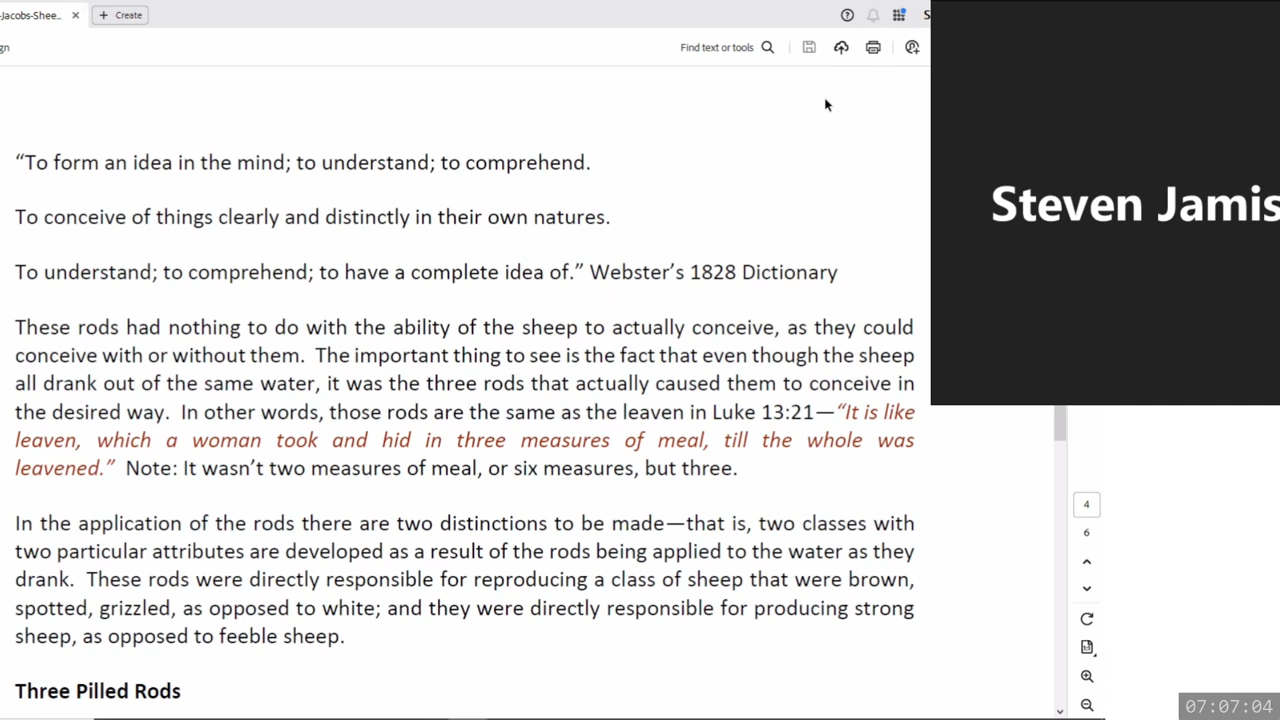 -Jacobs-Shee...
Create
gn
Find text or tools
S
“To form an idea in the mind; to understand; to comprehend.
To conceive of things clearly and distinctly in their own natures.
To understand; to comprehend; to have a complete idea of.” Webster’s 1828 Dictionary
These rods had nothing to do with the ability of the sheep to actually conceive, as they could
conceive with or without them. The important thing to see is the fact that even though the sheep
all drank out of the same water, it was the three rods that actually caused them to conceive in
the desired way. In other words, those rods are the same as the leaven in Luke 13:21—“It is like
leaven, which a woman took and hid in three measures of meal, till the whole was
leavened.” Note: It wasn’t two measures of meal, or six measures, but three.
In the application of the rods there are two distinctions to be made—that is, two classes with
two particular attributes are developed as a result of the rods being applied to the water as they
drank. These rods were directly responsible for reproducing a class of sheep that were brown,
spotted, grizzled, as opposed to white; and they were directly responsible for producing strong
sheep, as opposed to feeble sheep.
Three Pilled Rods
Steven Jamis
4
6
07:07:04